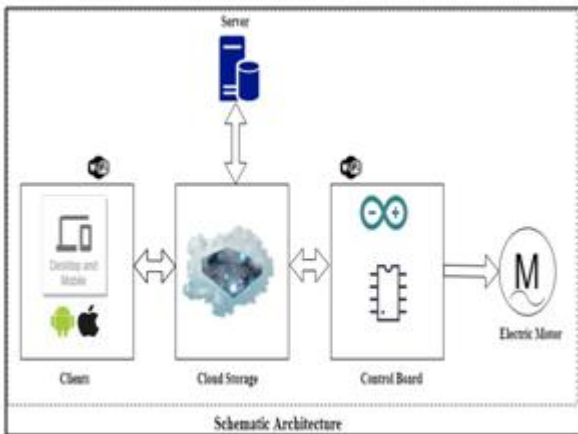 Server
Desktop and
Mobile
M
Clients
Cloud Storage
Control Board
Electric Motor
Schematic Architecture